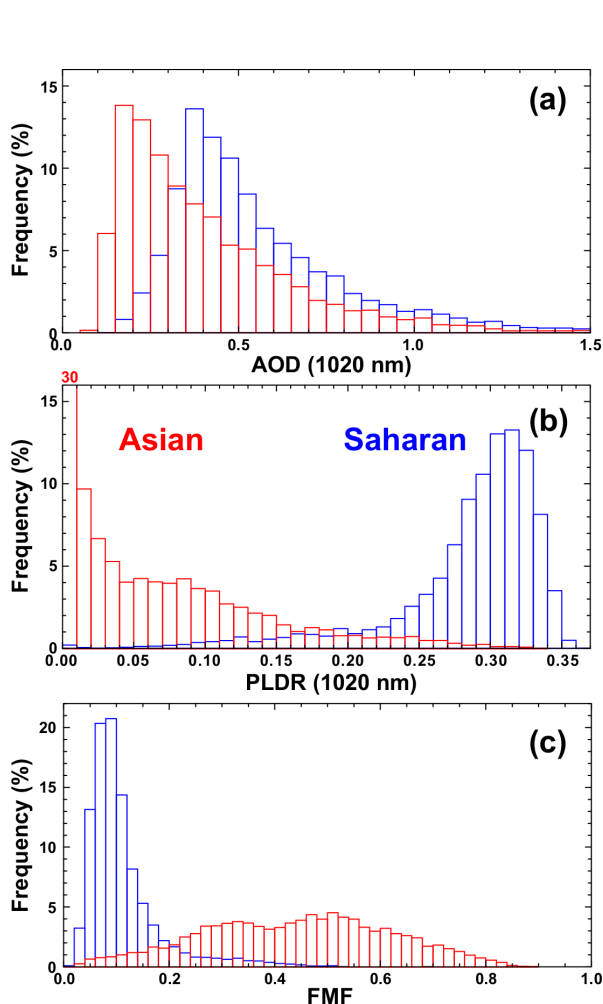 (a)
15
10
5
0
Frequency (%)
0.0 0.5 1.0 1.5
AOD (1020 nm)
30
(b)
Asian Saharan
15
10
5
0
Frequency (%)
0.00 0.05 0.10 0.15 0.20 0.25 0.30 0.35
PLDR (1020 nm)
(c)
20
15
10
5
0
Frequency (%)
0.0 0.2 0.4 0.6 0.8 1.0
FMF